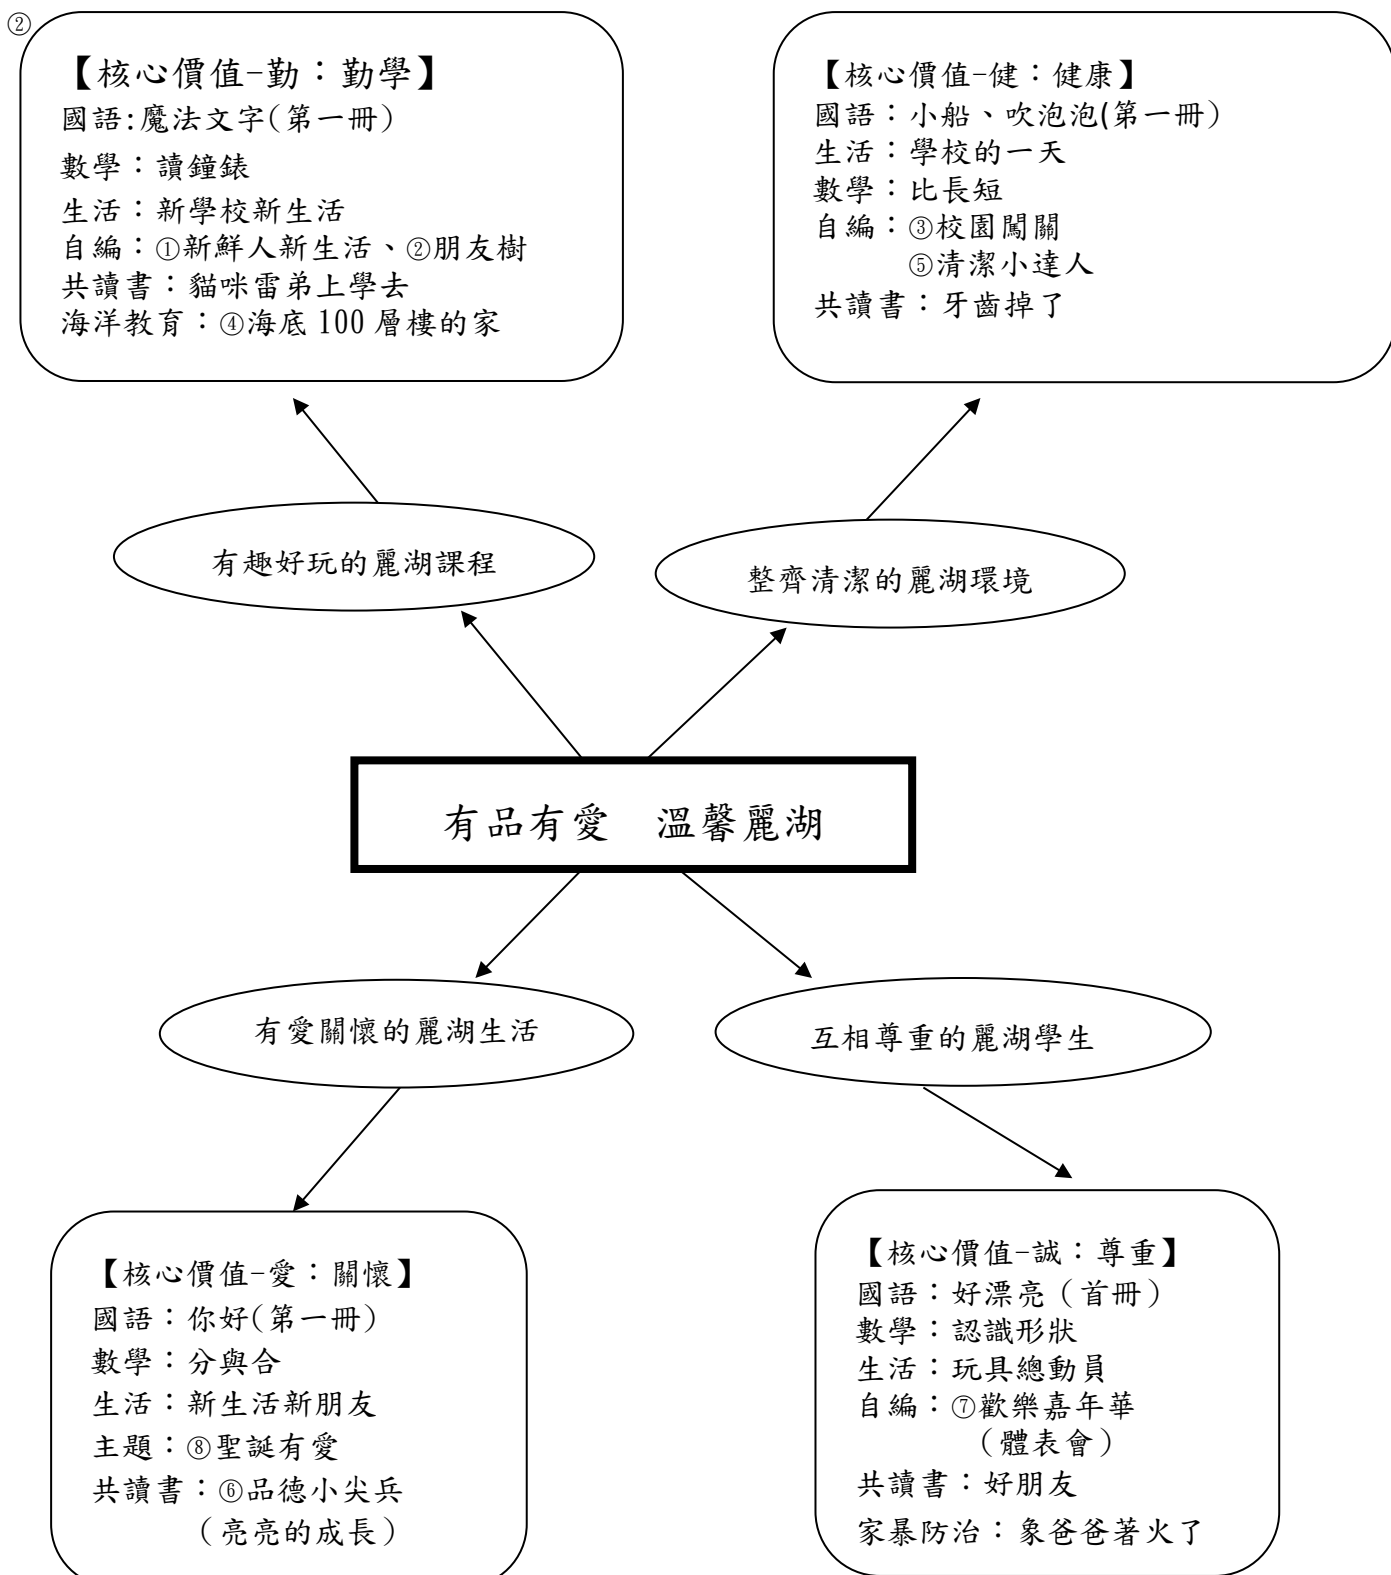 ②
【核心價值-勤：勤學】
國語:魔法文字(第一冊)
數學：讀鐘錶
生活：新學校新生活
自編：①新鮮人新生活、②朋友樹
共讀書：貓咪雷弟上學去
海洋教育：④海底 100 層樓的家
【核心價值-健：健康】
國語：小船、吹泡泡(第一冊)
生活：學校的一天
數學：比長短
自編：③校園闖關
⑤清潔小達人
共讀書：牙齒掉了
有趣好玩的麗湖課程
整齊清潔的麗湖環境
有品有愛　溫馨麗湖
有愛關懷的麗湖生活
互相尊重的麗湖學生
【核心價值-愛：關懷】
國語：你好(第一冊)
數學：分與合
生活：新生活新朋友
主題：⑧聖誕有愛
共讀書：⑥品德小尖兵
（亮亮的成長）
【核心價值-誠：尊重】
國語：好漂亮（首冊）
數學：認識形狀
生活：玩具總動員
自編：⑦歡樂嘉年華
（體表會）
共讀書：好朋友
家暴防治：象爸爸著火了